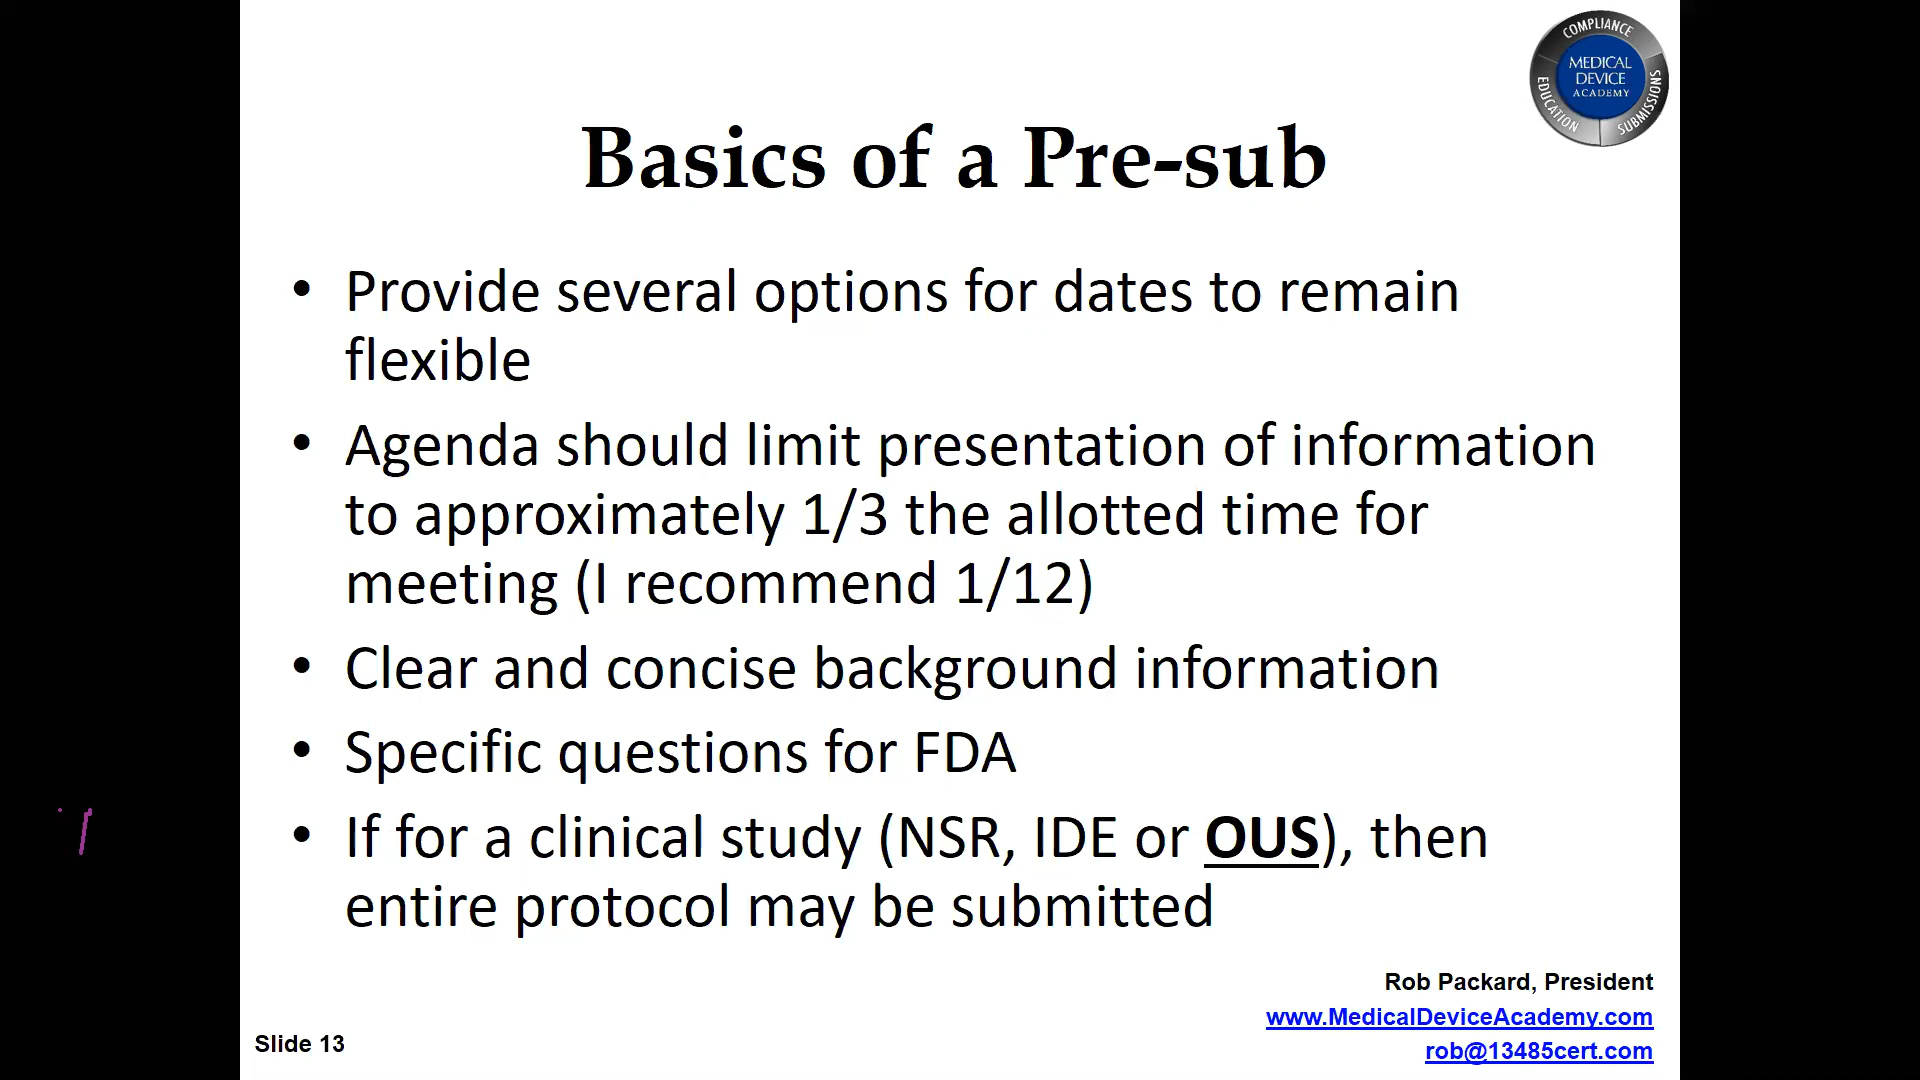 COMPLIANCE
MEDICAL
DEVICE
ACADEMY
EDUCATION
SUBMISSIONS
Basics of a Pre-sub
• Provide several options for dates to remain
flexible
• Agenda should limit presentation of information
to approximately 1/3 the allotted time for
meeting (I recommend 1/12)
• Clear and concise background information
• Specific questions for FDA
• If for a clinical study (NSR, IDE or OUS), then
entire protocol may be submitted
Rob Packard, President
www.MedicalDeviceAcademy.com
Slide 13
rob@13485cert.com